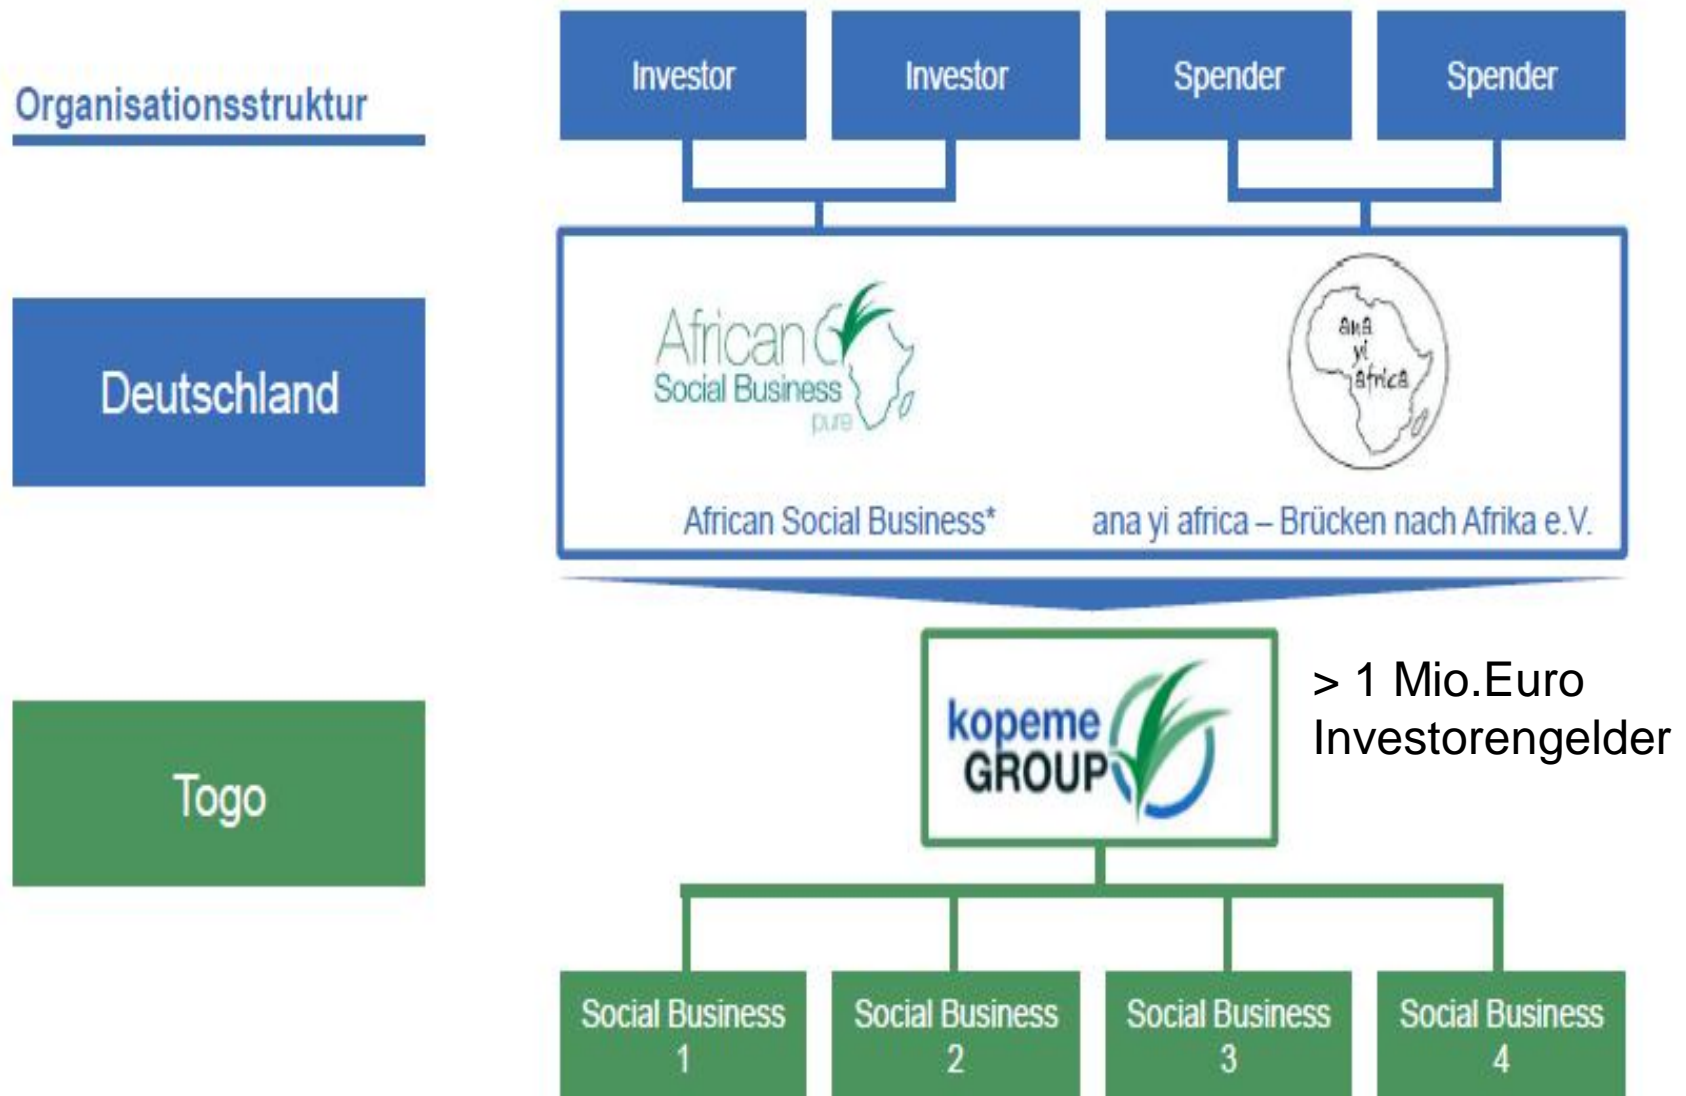 Organisationsstruktur
Investor
Investor
Spender
Spender
Deutschland
African
Social Business
pure
ana
yi
africa
African Social Business*
ana yi africa – Brücken nach Afrika e.V.
Togo
kopeme
GROUP
> 1 Mio.Euro
Investorengelder
Social Business
1
Social Business
2
Social Business
3
Social Business
4